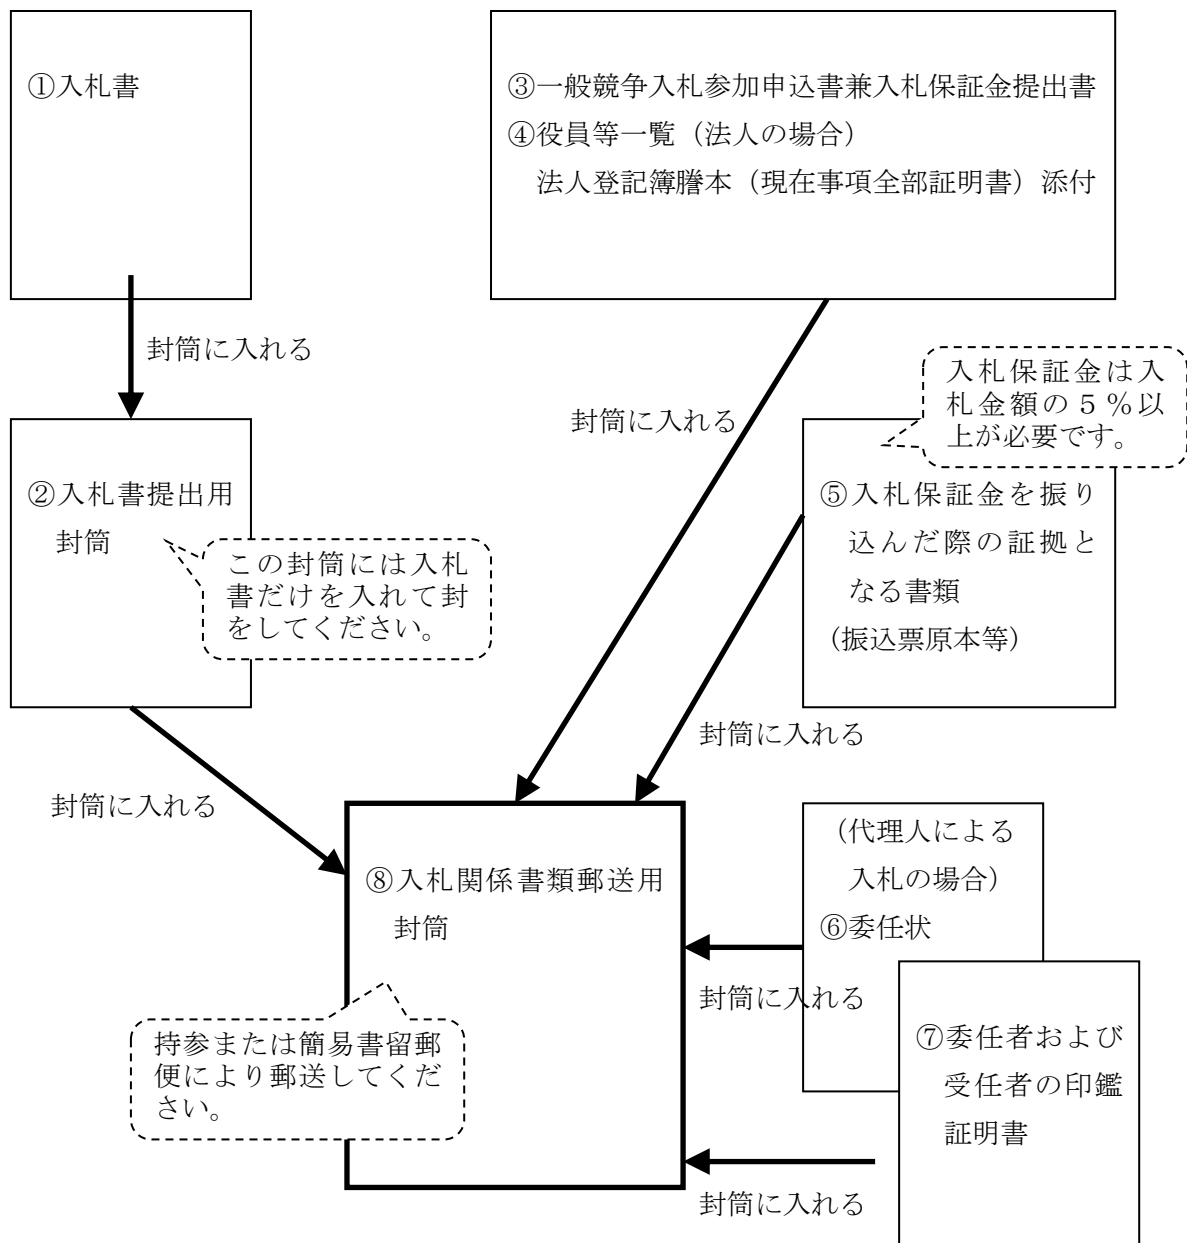 ①入札書
③一般競争入札参加申込書兼入札保証金提出書
④役員等一覧（法人の場合）
法人登記簿謄本（現在事項全部証明書）添付
封筒に入れる
封筒に入れる
入札保証金は入
札金額の５％以
上が必要です。
②入札書提出用
封筒
この封筒には入札
書だけを入れて封
をしてください。
⑤入札保証金を振り
込んだ際の証拠と
なる書類
（振込票原本等）
封筒に入れる
封筒に入れる
⑧入札関係書類郵送用
封筒
持参または簡易書留郵
便により郵送してくだ
さい。
（代理人による
入札の場合）
⑥委任状
封筒に入れる
⑦委任者および
受任者の印鑑
証明書
封筒に入れる